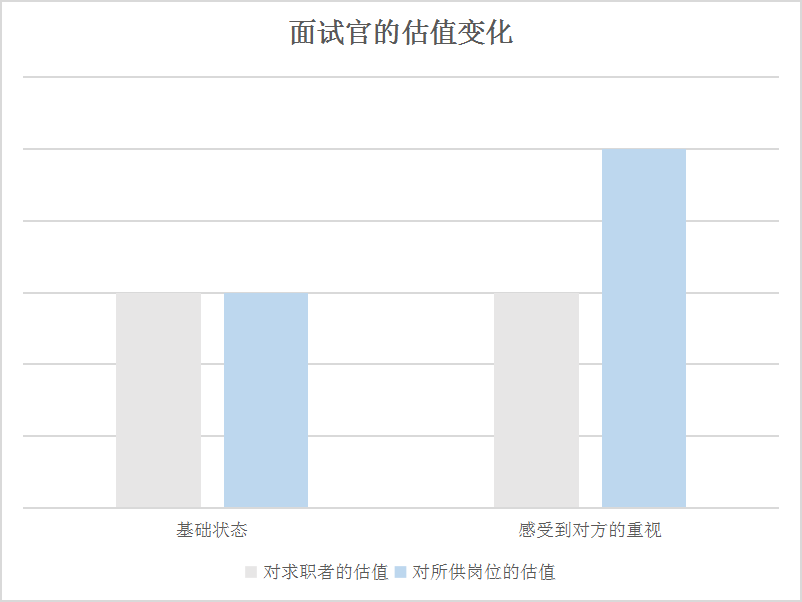 面试官的估值变化
基础状态
感受到对方的重视
对求职者的估值
对所供岗位的估值